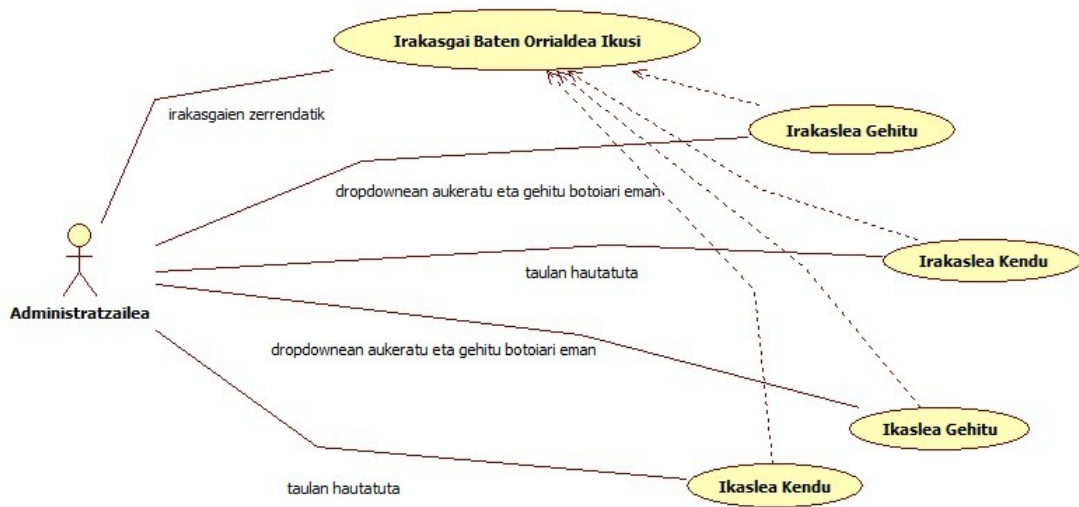 Irakasgai Baten Orrialdea Ikusi
irakasgaien zerrendatik
Irakaslea Gehitu
dropdownean aukeratu eta gehitu botoiari eman
Irakaslea Kendu
taulan hautatuta
Administratzailea
dropdownean aukeratu eta gehitu botoiari eman
Ikaslea Gehitu
Ikaslea Kendu
taulan hautatuta